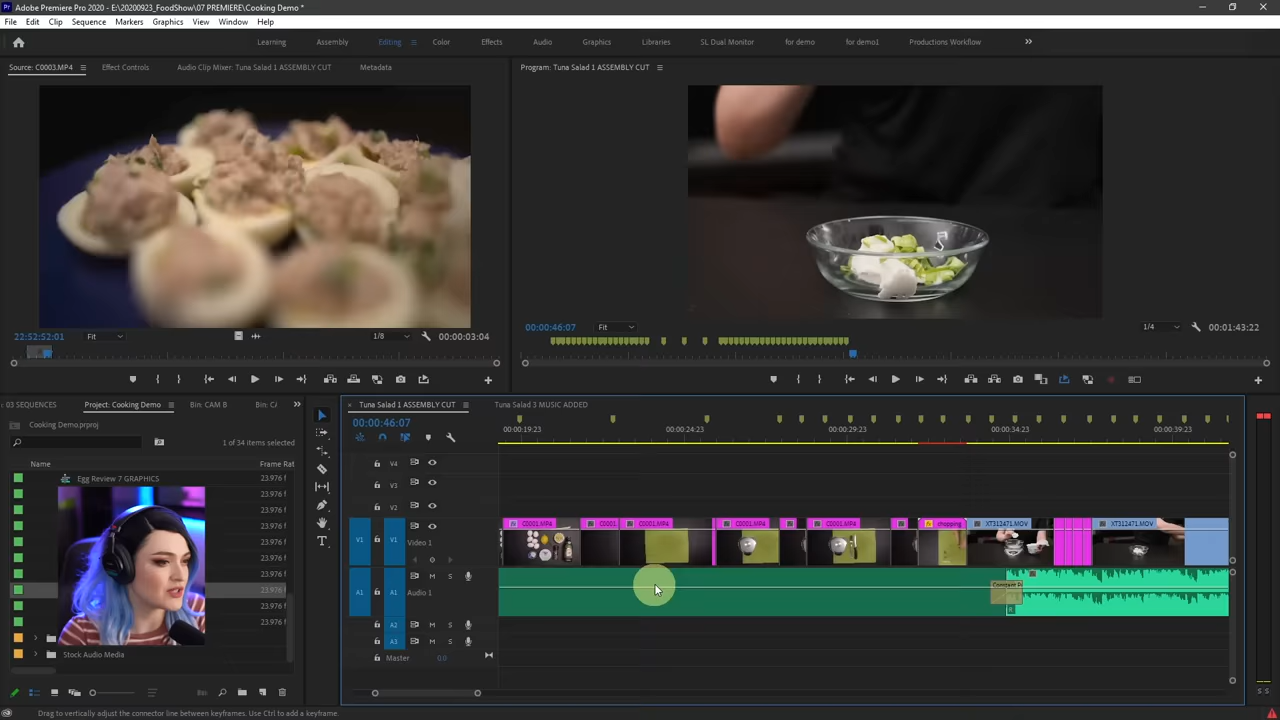 Adobe Premiere Pro 2020 - E:\20200923_FoodShow\07 PREMIERE\Cooking Demo *
File Edit Clip Sequence Markers Graphics View Window Help
Learning Assembly Editing Color Effects Audio Graphics Libraries SL Dual Monitor for demo for demo1 Productions Workflow
Source: C0003.MP4 Effect Controls Audio Clip Mixer: Tuna Salad 1 ASSEMBLY CUT Metadata
Program: Tuna Salad 1 ASSEMBLY CUT
22:52:52:01 Fit 1/8 00:00:03:04
00:00:46:07 Fit 1/4 00:01:43:22
03 SEQUENCES Project: Cooking Demo Bin: CAM B Bin: C/
Cooking Demo.prproj
1 of 34 items selected
Name Frame Rat
Egg Review 7 GRAPHICS 23.976 f
23.976 f
23.976 f
23.976 f
23.976 f
23.976 f
23.976 f
23.976 f
Stock Audio Media
Tuna Salad 1 ASSEMBLY CUT Tuna Salad 3 MUSIC ADDED
00:00:46:07
00:00:19:23 00:00:24:23 00:00:29:23 00:00:34:23 00:00:39:23
V4
V3
V2
C0001.MP4 C0001 C0001.MP4 C0001.MP4 C0001.MP4 chopping XT312471.MOV XT312471.MOV
V1 V1 Video 1
A1 A1 M S
Audio 1
Constant P
A2 M S
A3 M S
Master 0.0
S S
Drag to vertically adjust the connector line between keyframes. Use Ctrl to add a keyframe.